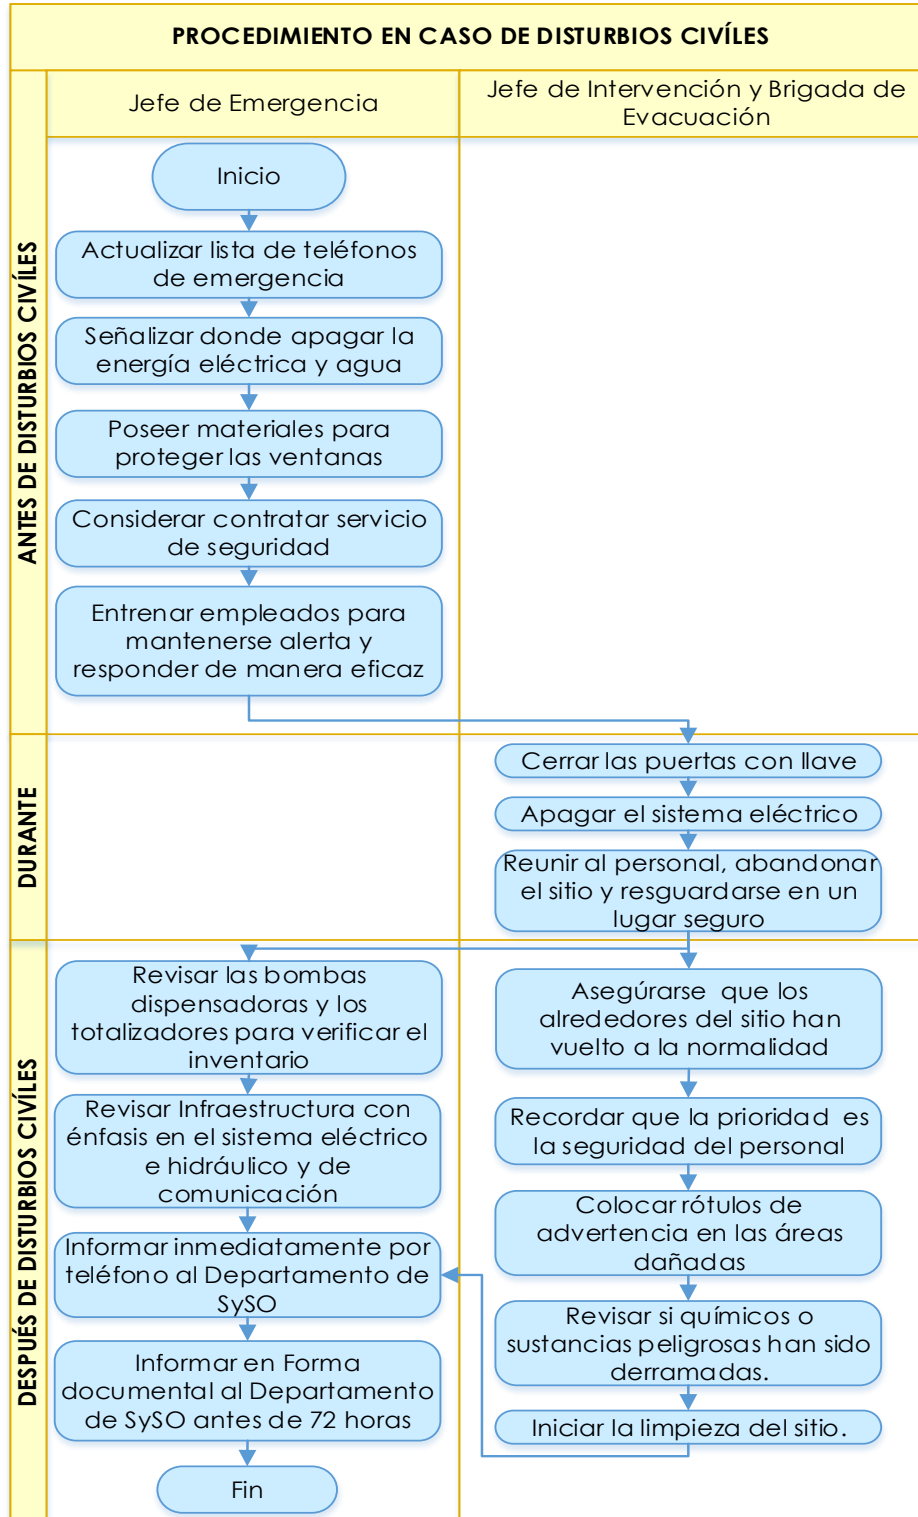 PROCEDIMIENTO EN CASO DE DISTURBIOS CIVÍLES
Jefe de Emergencia
Jefe de Intervención y Brigada de
Evacuación
ANTES DE DISTURBIOS CIVÍLES
Inicio
Actualizar lista de teléfonos
de emergencia
Señalizar donde apagar la
energía eléctrica y agua
Poseer materiales para
proteger las ventanas
Considerar contratar servicio
de seguridad
Entrenar empleados para
mantenerse alerta y
responder de manera eficaz
DURANTE
Cerrar las puertas con llave
Apagar el sistema eléctrico
Reunir al personal, abandonar
el sitio y resguardarse en un
lugar seguro
DESPUÉS DE DISTURBIOS CIVÍLES
Revisar las bombas
dispensadoras y los
totalizadores para verificar el
inventario
Revisar Infraestructura con
énfasis en el sistema eléctrico
e hidráulico y de
comunicación
Informar inmediatamente por
teléfono al Departamento de
SySO
Informar en Forma
documental al Departamento
de SySO antes de 72 horas
Fin
Asegúrarse que los
alrededores del sitio han
vuelto a la normalidad
Recordar que la prioridad es
la seguridad del personal
Colocar rótulos de
advertencia en las áreas
dañadas
Revisar si químicos o
sustancias peligrosas han sido
derramadas.
Iniciar la limpieza del sitio.